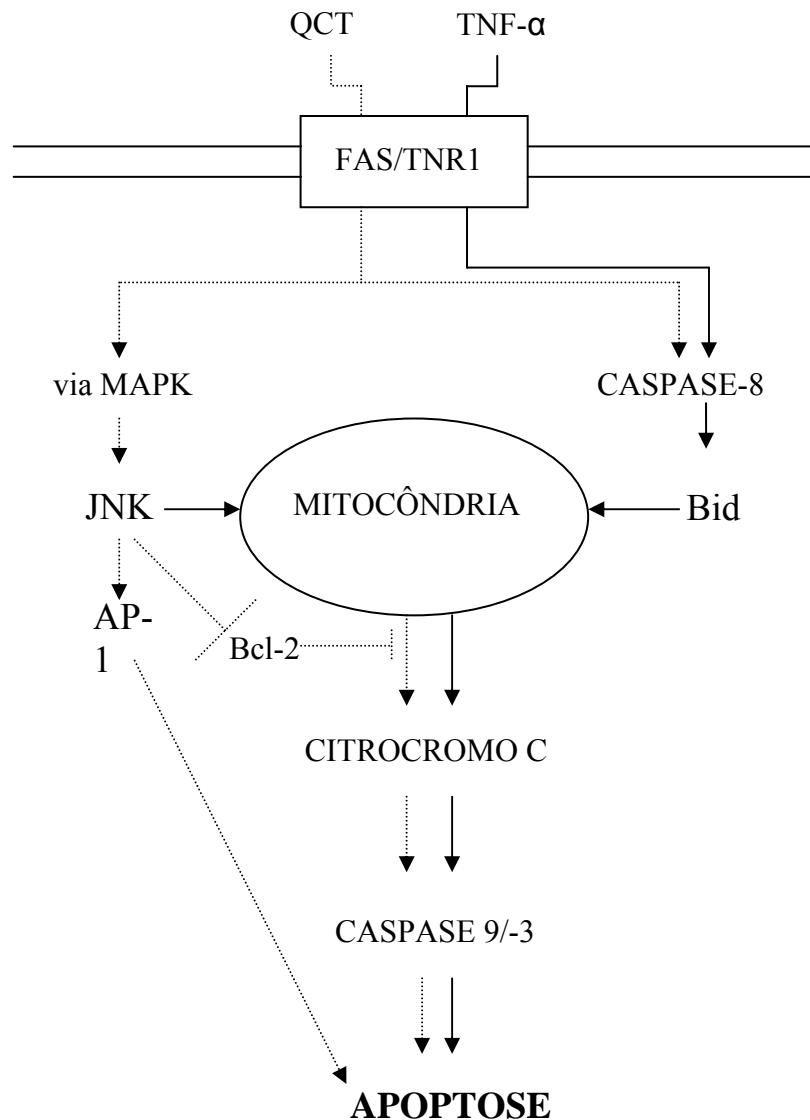 QCT TNF-α
FAS/TNR1
via MAPK CASPASE-8
JNK MITOCÔNDRIA Bid
AP-
1
Bcl-2
CITROCROMO C
CASPASE 9/-3
APOPTOSE